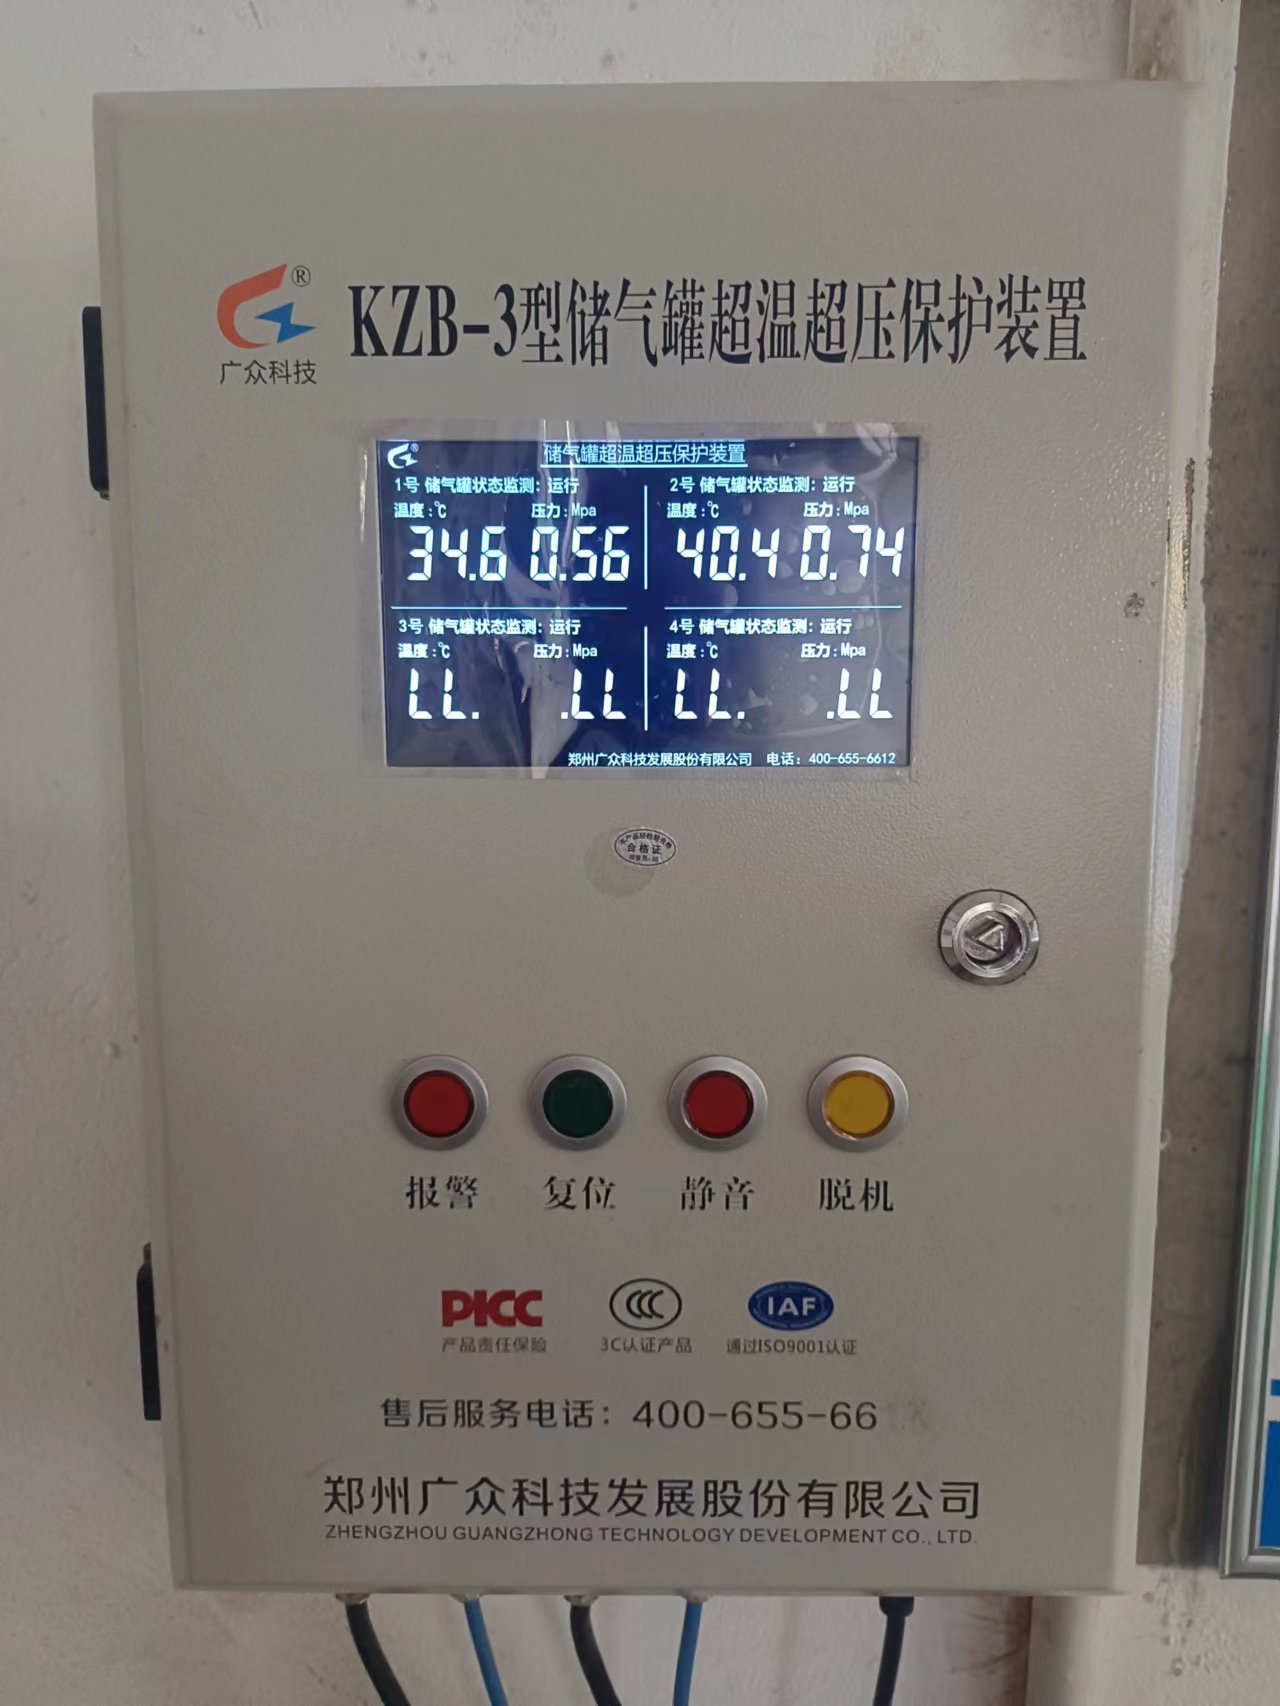 ®
广众科技
KZB-3型储气罐超温超压保护装置
®
储气罐超温超压保护装置
1号 储气罐状态监测：运行
温度:℃ 压力:Mpa
34.6 0.56
2号 储气罐状态监测：运行
温度:℃ 压力:Mpa
40.4 0.74
3号 储气罐状态监测：运行
温度:℃ 压力:Mpa
LL. .LL
4号 储气罐状态监测：运行
温度:℃ 压力:Mpa
LL. .LL
郑州广众科技发展股份有限公司 电话：400-655-6612
合格证
报警 复位 静音 脱机
PICC
产品责任保险
CCC
3C认证产品
IAF
通过ISO9001认证
售后服务电话：400-655-66
郑州广众科技发展股份有限公司
ZHENGZHOU GUANGZHONG TECHNOLOGY DEVELOPMENT CO., LTD.